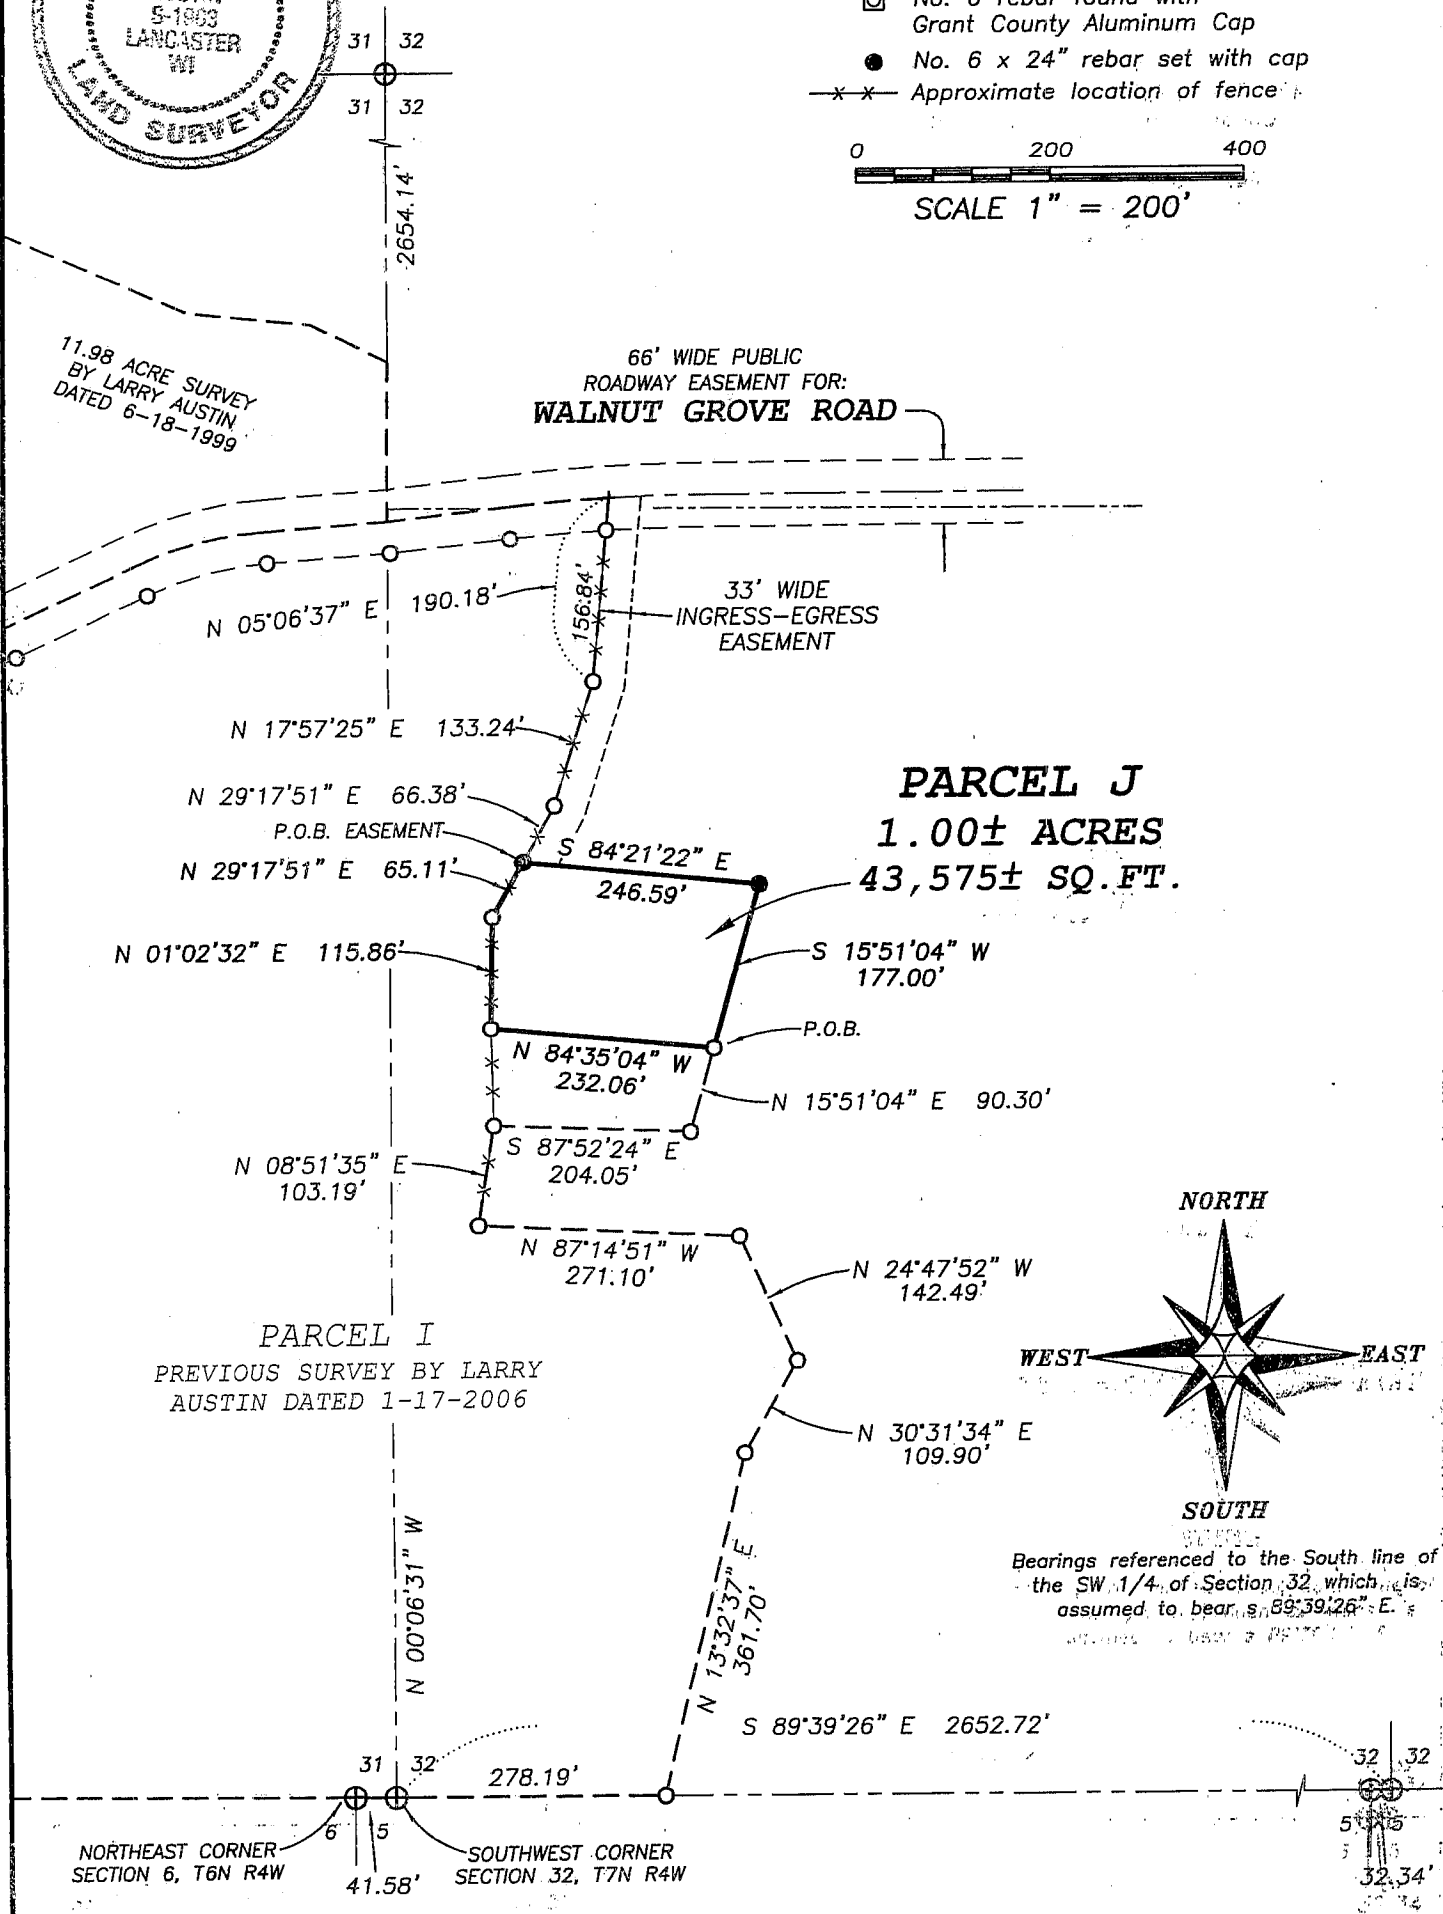 5-1963
LANCASTER
WI
LAND SURVEYOR
31 32
31 32
2654.14'
No. 6 rebar found with
Grant County Aluminum Cap
No. 6 x 24" rebar set with cap
Approximate location of fence
0 200 400
SCALE 1" = 200'
11.98 ACRE SURVEY
BY LARRY AUSTIN
DATED 6-18-1999
66' WIDE PUBLIC
ROADWAY EASEMENT FOR:
WALNUT GROVE ROAD
N 05°06'37" E 190.18'
156.84'
33' WIDE
INGRESS-EGRESS
EASEMENT
N 17°57'25" E 133.24'
N 29°17'51" E 66.38'
P.O.B. EASEMENT
N 29°17'51" E 65.11'
S 84°21'22" E
246.59'
PARCEL J
1.00± ACRES
43,575± SQ.FT.
N 01°02'32" E 115.86'
S 15°51'04" W
177.00'
P.O.B.
N 84°35'04" W
232.06'
N 15°51'04" E 90.30'
S 87°52'24" E
204.05'
N 08°51'35" E
103.19'
N 87°14'51" W
271.10'
N 24°47'52" W
142.49'
PARCEL I
PREVIOUS SURVEY BY LARRY
AUSTIN DATED 1-17-2006
N 30°31'34" E
109.90'
NORTH
WEST
EAST
SOUTH
Bearings referenced to the South line of
the SW 1/4 of Section 32 which is
assumed to bear s 89°39'26" E.
N 00°06'31" W
N 13°32'37" E
361.70'
S 89°39'26" E 2652.72'
31 32
278.19'
32 32
6 5
5 5
NORTHEAST CORNER
SECTION 6, T6N R4W
41.58'
SOUTHWEST CORNER
SECTION 32, T7N R4W
32.34'